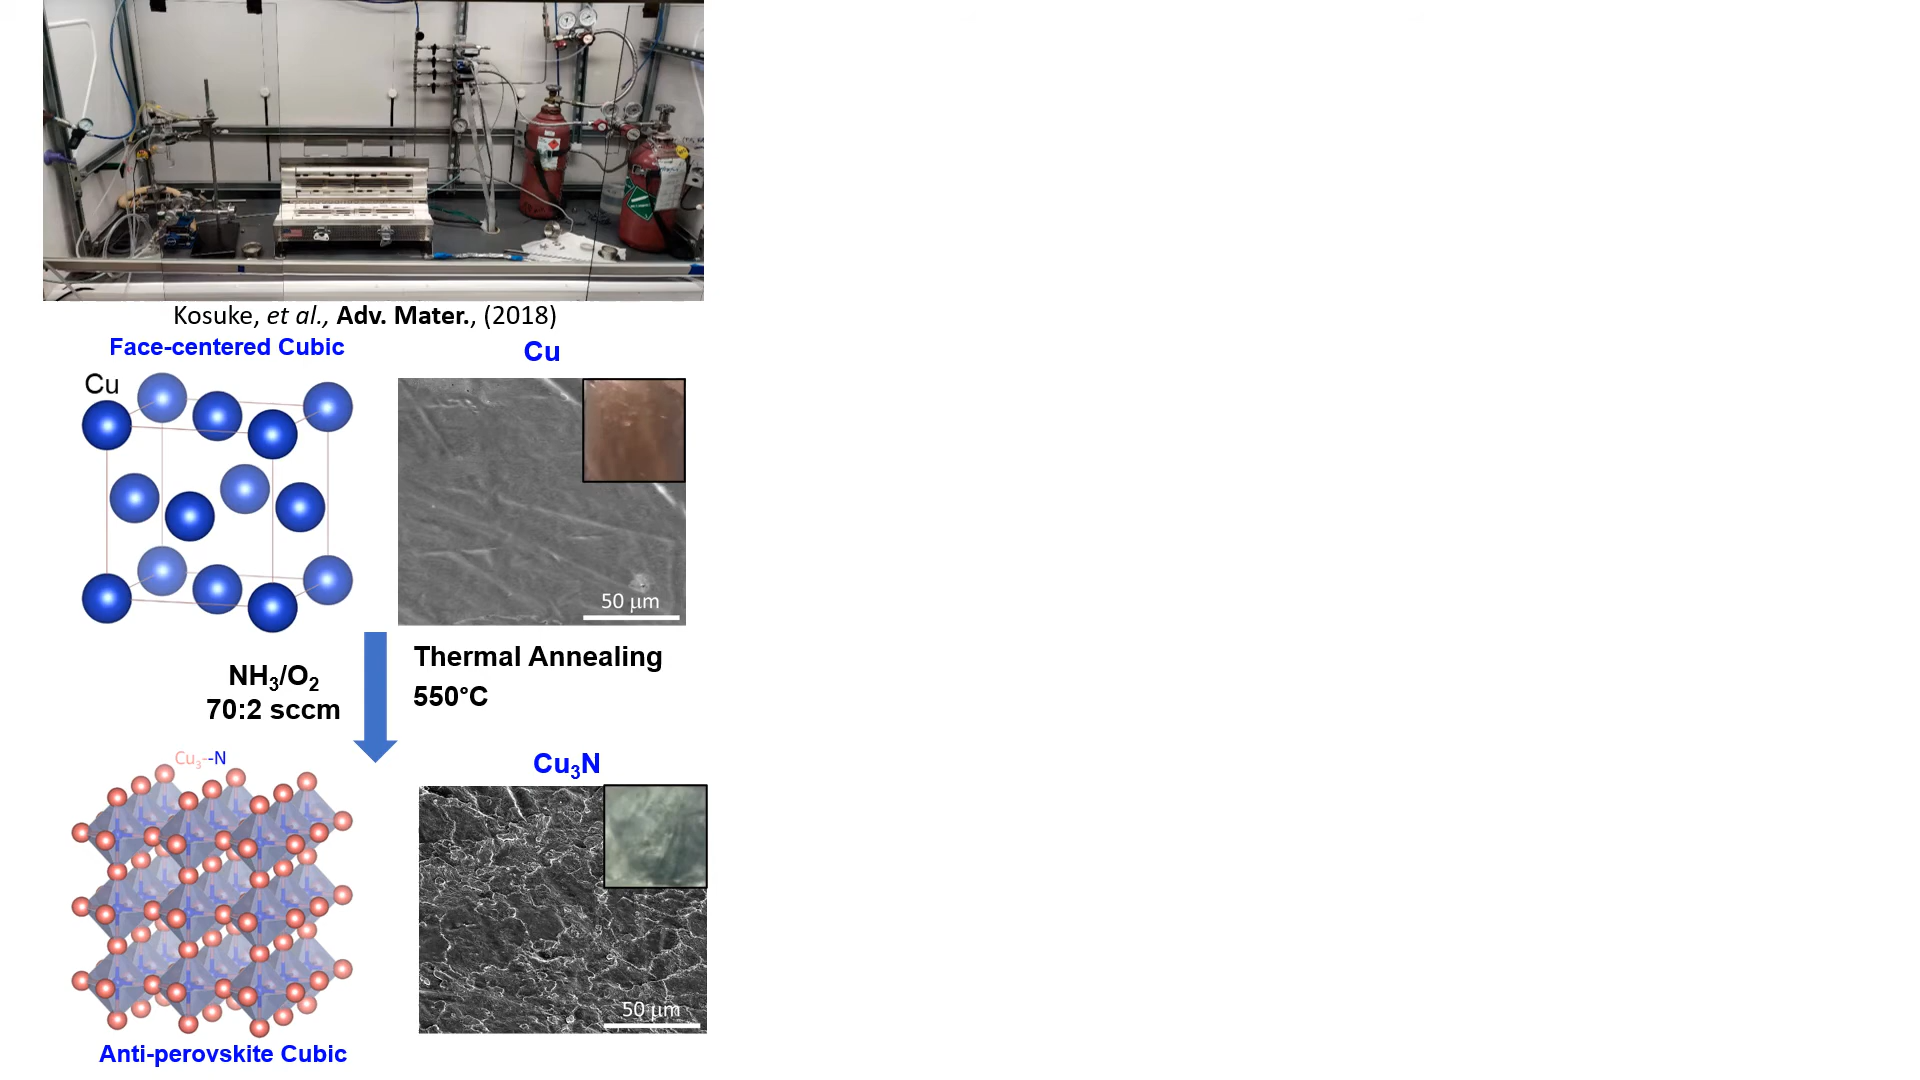 Kosuke, et al., Adv. Mater., (2018)
Face-centered Cubic
Cu
Cu
50 μm
NH₃/O₂
70:2 sccm
Thermal Annealing
550°C
Cu₃--N
Cu₃N
50 μm
Anti-perovskite Cubic